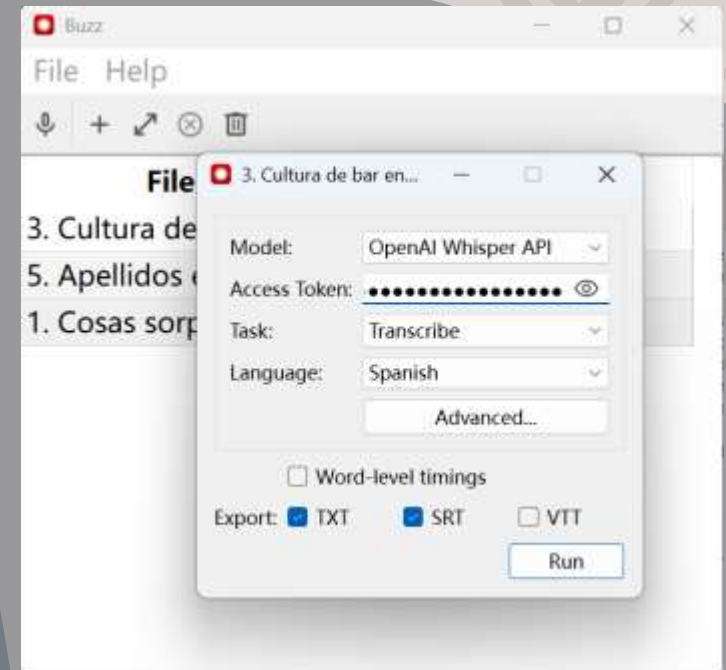 Buzz
File Help
File
3. Cultura de
5. Apellidos
1. Cosas sorp
3. Cultura de bar en...
Model: OpenAI Whisper API
Access Token: ••••••••••••••••
Task: Transcribe
Language: Spanish
Advanced...
Word-level timings
Export: TXT SRT VTT
Run